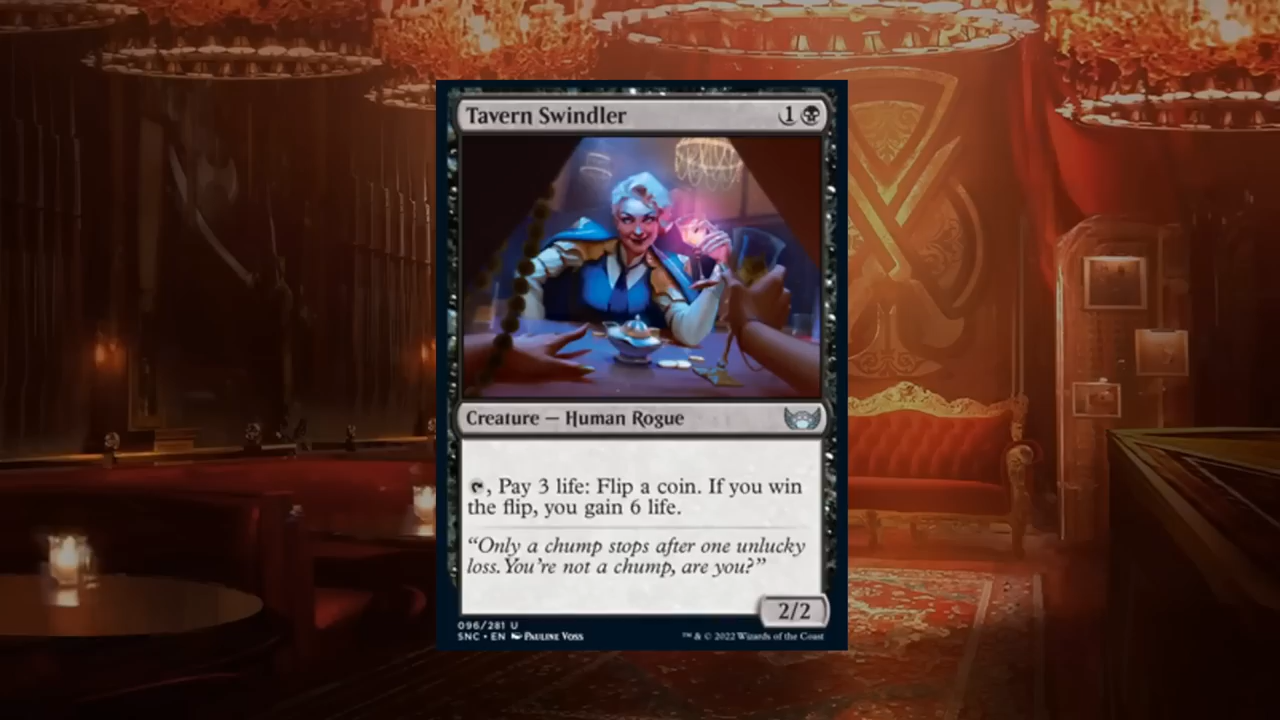 Tavern Swindler 1
Creature — Human Rogue
, Pay 3 life: Flip a coin. If you win
the flip, you gain 6 life.
“Only a chump stops after one unlucky
loss. You’re not a chump, are you?”
2/2
096/281 U
SNC • EN Pauline Voss
™ & © 2022 Wizards of the Coast